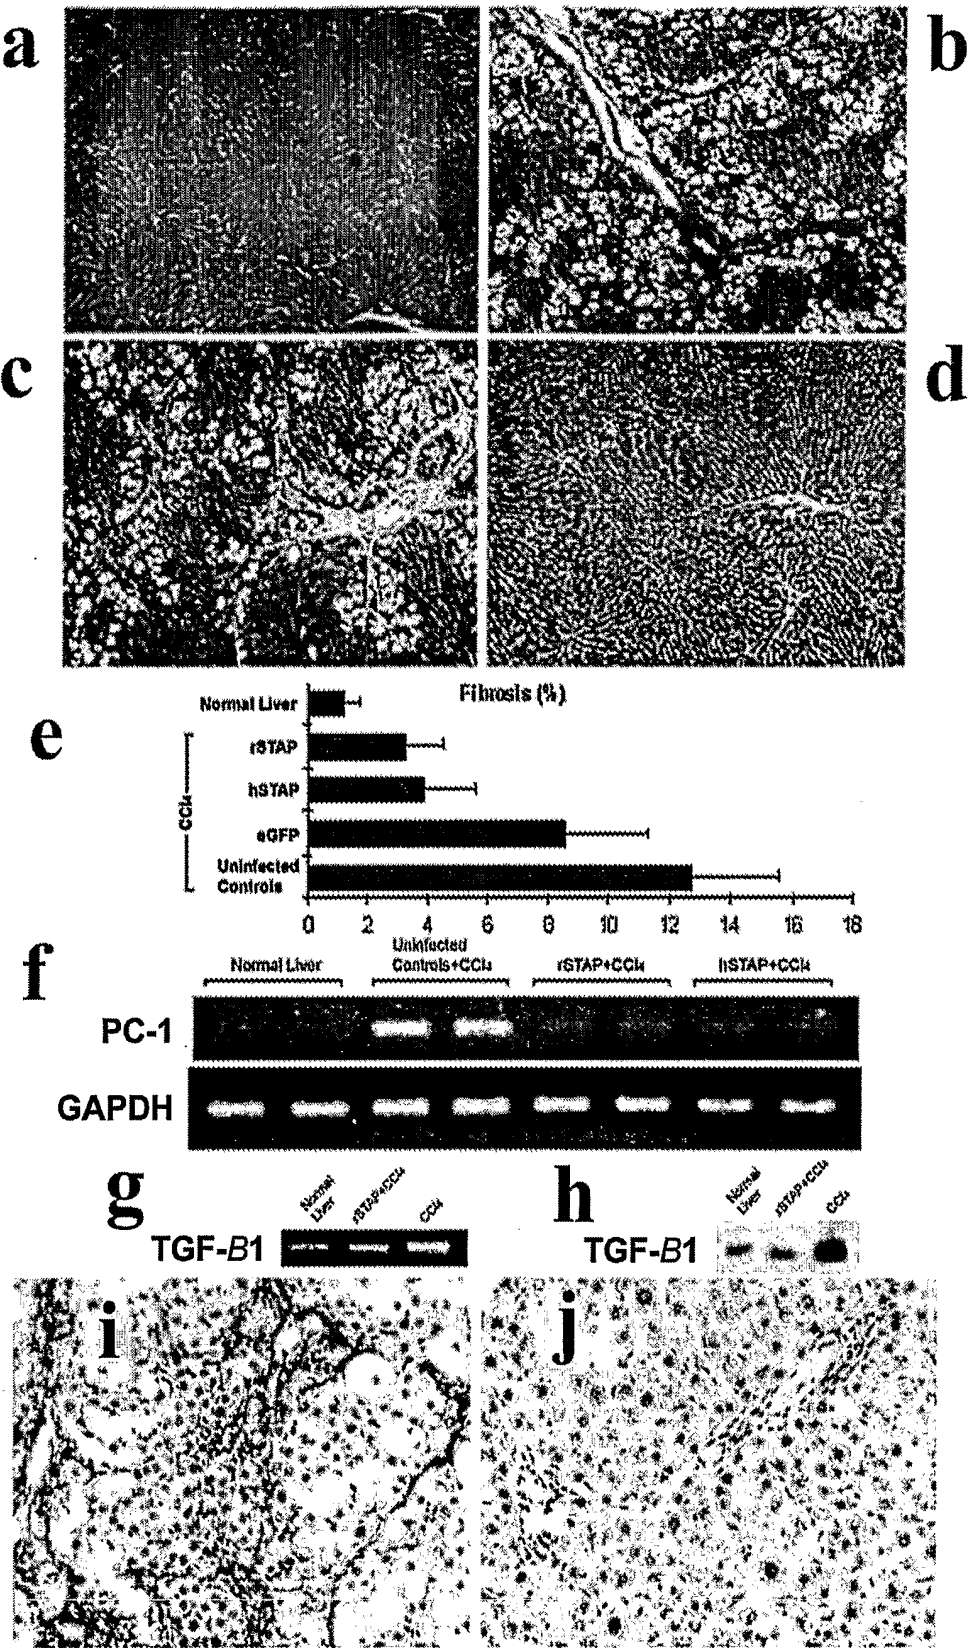 a
b
c
d
e
Fibrosis (%)
Normal Liver
rSTAP
hSTAP
eGFP
Uninfected
Controls
CCl4
0 2 4 6 8 10 12 14 16 18
f
Normal Liver
Uninfected
Controls+CCl4
rSTAP+CCl4
hSTAP+CCl4
PC-1
GAPDH
g
Normal
Liver
rSTAP+CCl4
CCl4
TGF-B1
h
Normal
Liver
rSTAP+CCl4
CCl4
TGF-B1
i
j